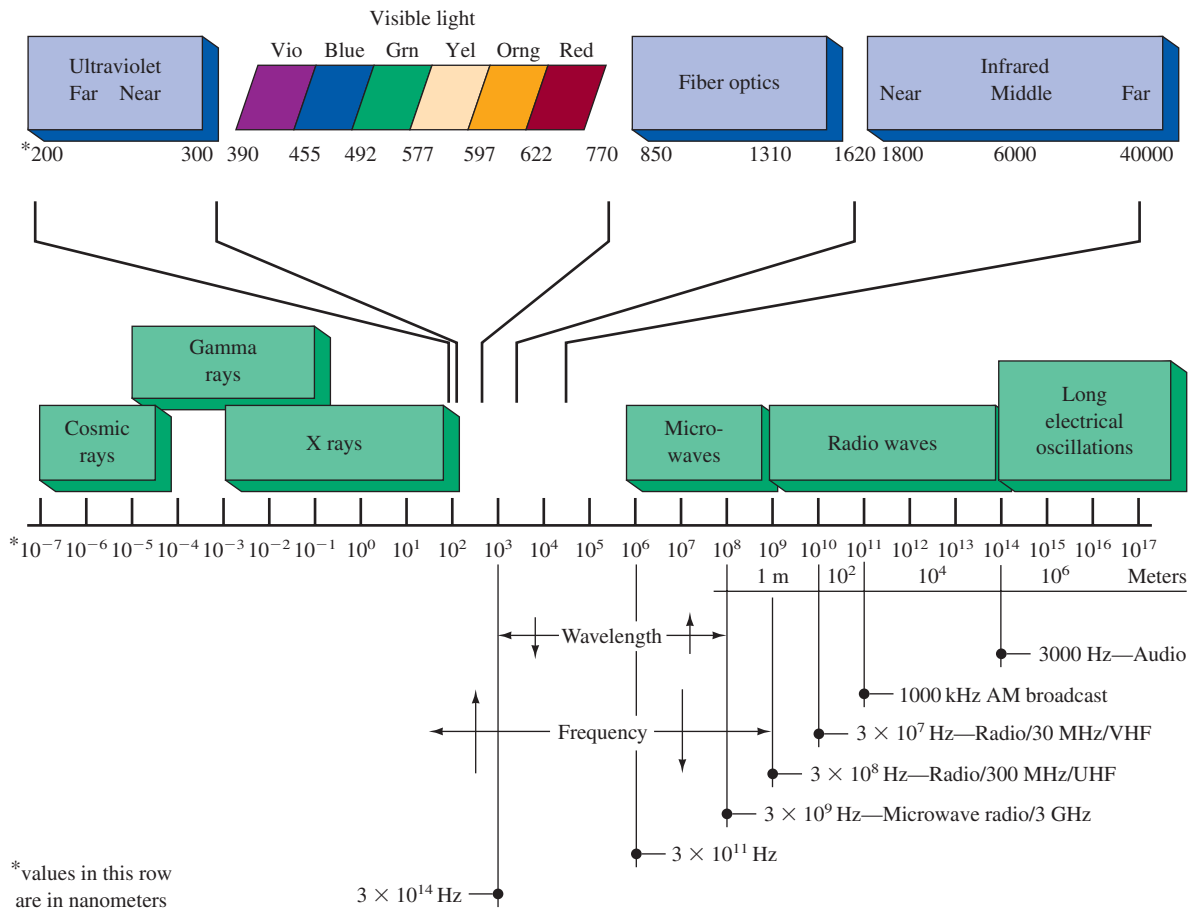 Visible light
Vio Blue Grn Yel Orng Red
Ultraviolet
Far Near
Fiber optics
Infrared
Near Middle Far
*200 300 390 455 492 577 597 622 770 850 1310 1620 1800 6000 40000
Gamma
rays
Cosmic
rays
X rays
Micro-
waves
Radio waves
Long
electrical
oscillations
*10⁻⁷ 10⁻⁶ 10⁻⁵ 10⁻⁴ 10⁻³ 10⁻² 10⁻¹ 10⁰ 10¹ 10² 10³ 10⁴ 10⁵ 10⁶ 10⁷ 10⁸ 10⁹ 10¹⁰ 10¹¹ 10¹² 10¹³ 10¹⁴ 10¹⁵ 10¹⁶ 10¹⁷
1 m 10² 10⁴ 10⁶ Meters
Wavelength
3000 Hz—Audio
1000 kHz AM broadcast
Frequency
3 × 10⁷ Hz—Radio/30 MHz/VHF
3 × 10⁸ Hz—Radio/300 MHz/UHF
3 × 10⁹ Hz—Microwave radio/3 GHz
3 × 10¹¹ Hz
3 × 10¹⁴ Hz
*values in this row
are in nanometers